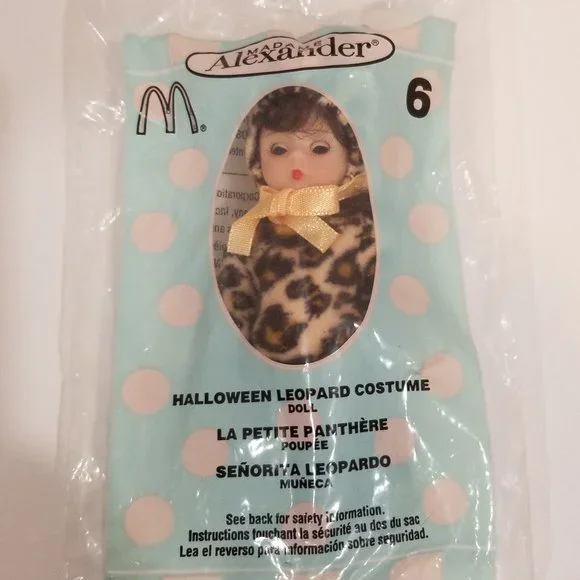 MADAME
Alexander®
M®
6
HALLOWEEN LEOPARD COSTUME
DOLL
LA PETITE PANTHÈRE
POUPÉE
SEÑORITA LEOPARDO
MUÑECA
See back for safety information.
Instructions touchant la sécurité au dos du sac
Lea el reverso para información sobre seguridad.